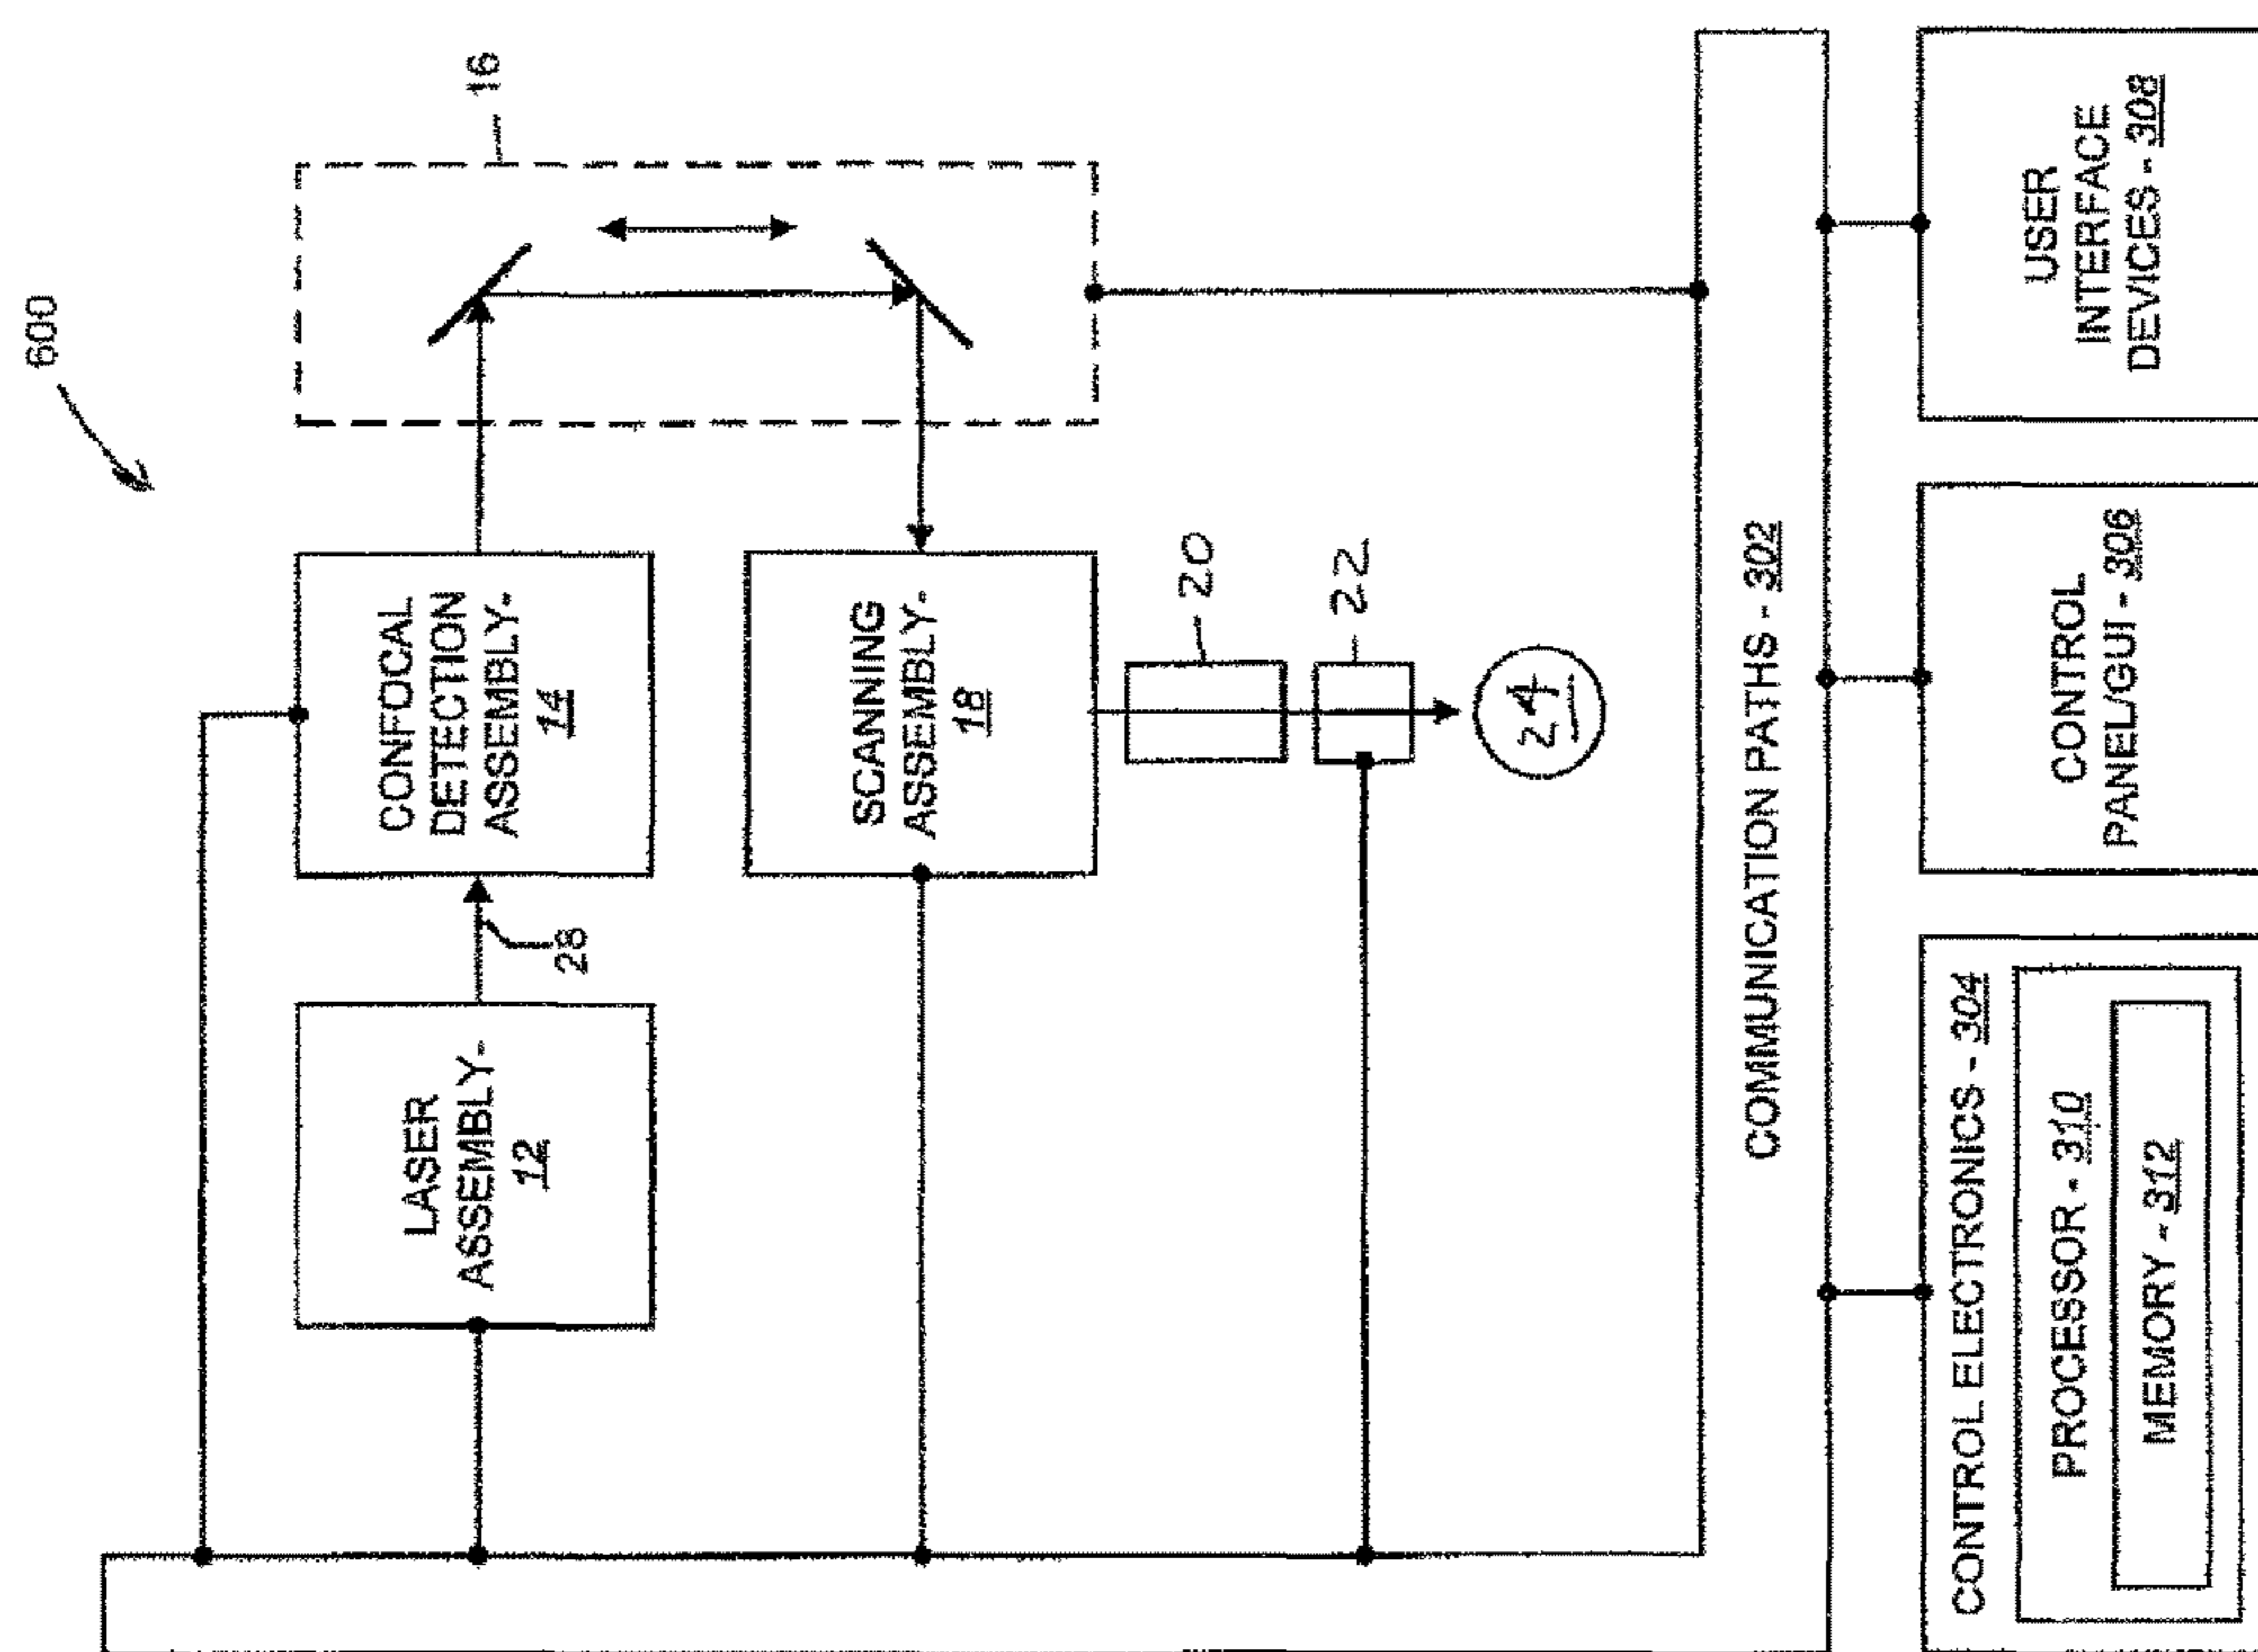 600
16
CONFOCAL
DETECTION
ASSEMBLY-
14
LASER
ASSEMBLY-
12
28
SCANNING
ASSEMBLY-
18
20
22
24
COMMUNICATION PATHS - 302
CONTROL ELECTRONICS - 304
PROCESSOR - 310
MEMORY - 312
CONTROL
PANEL/GUI - 306
USER
INTERFACE
DEVICES - 308